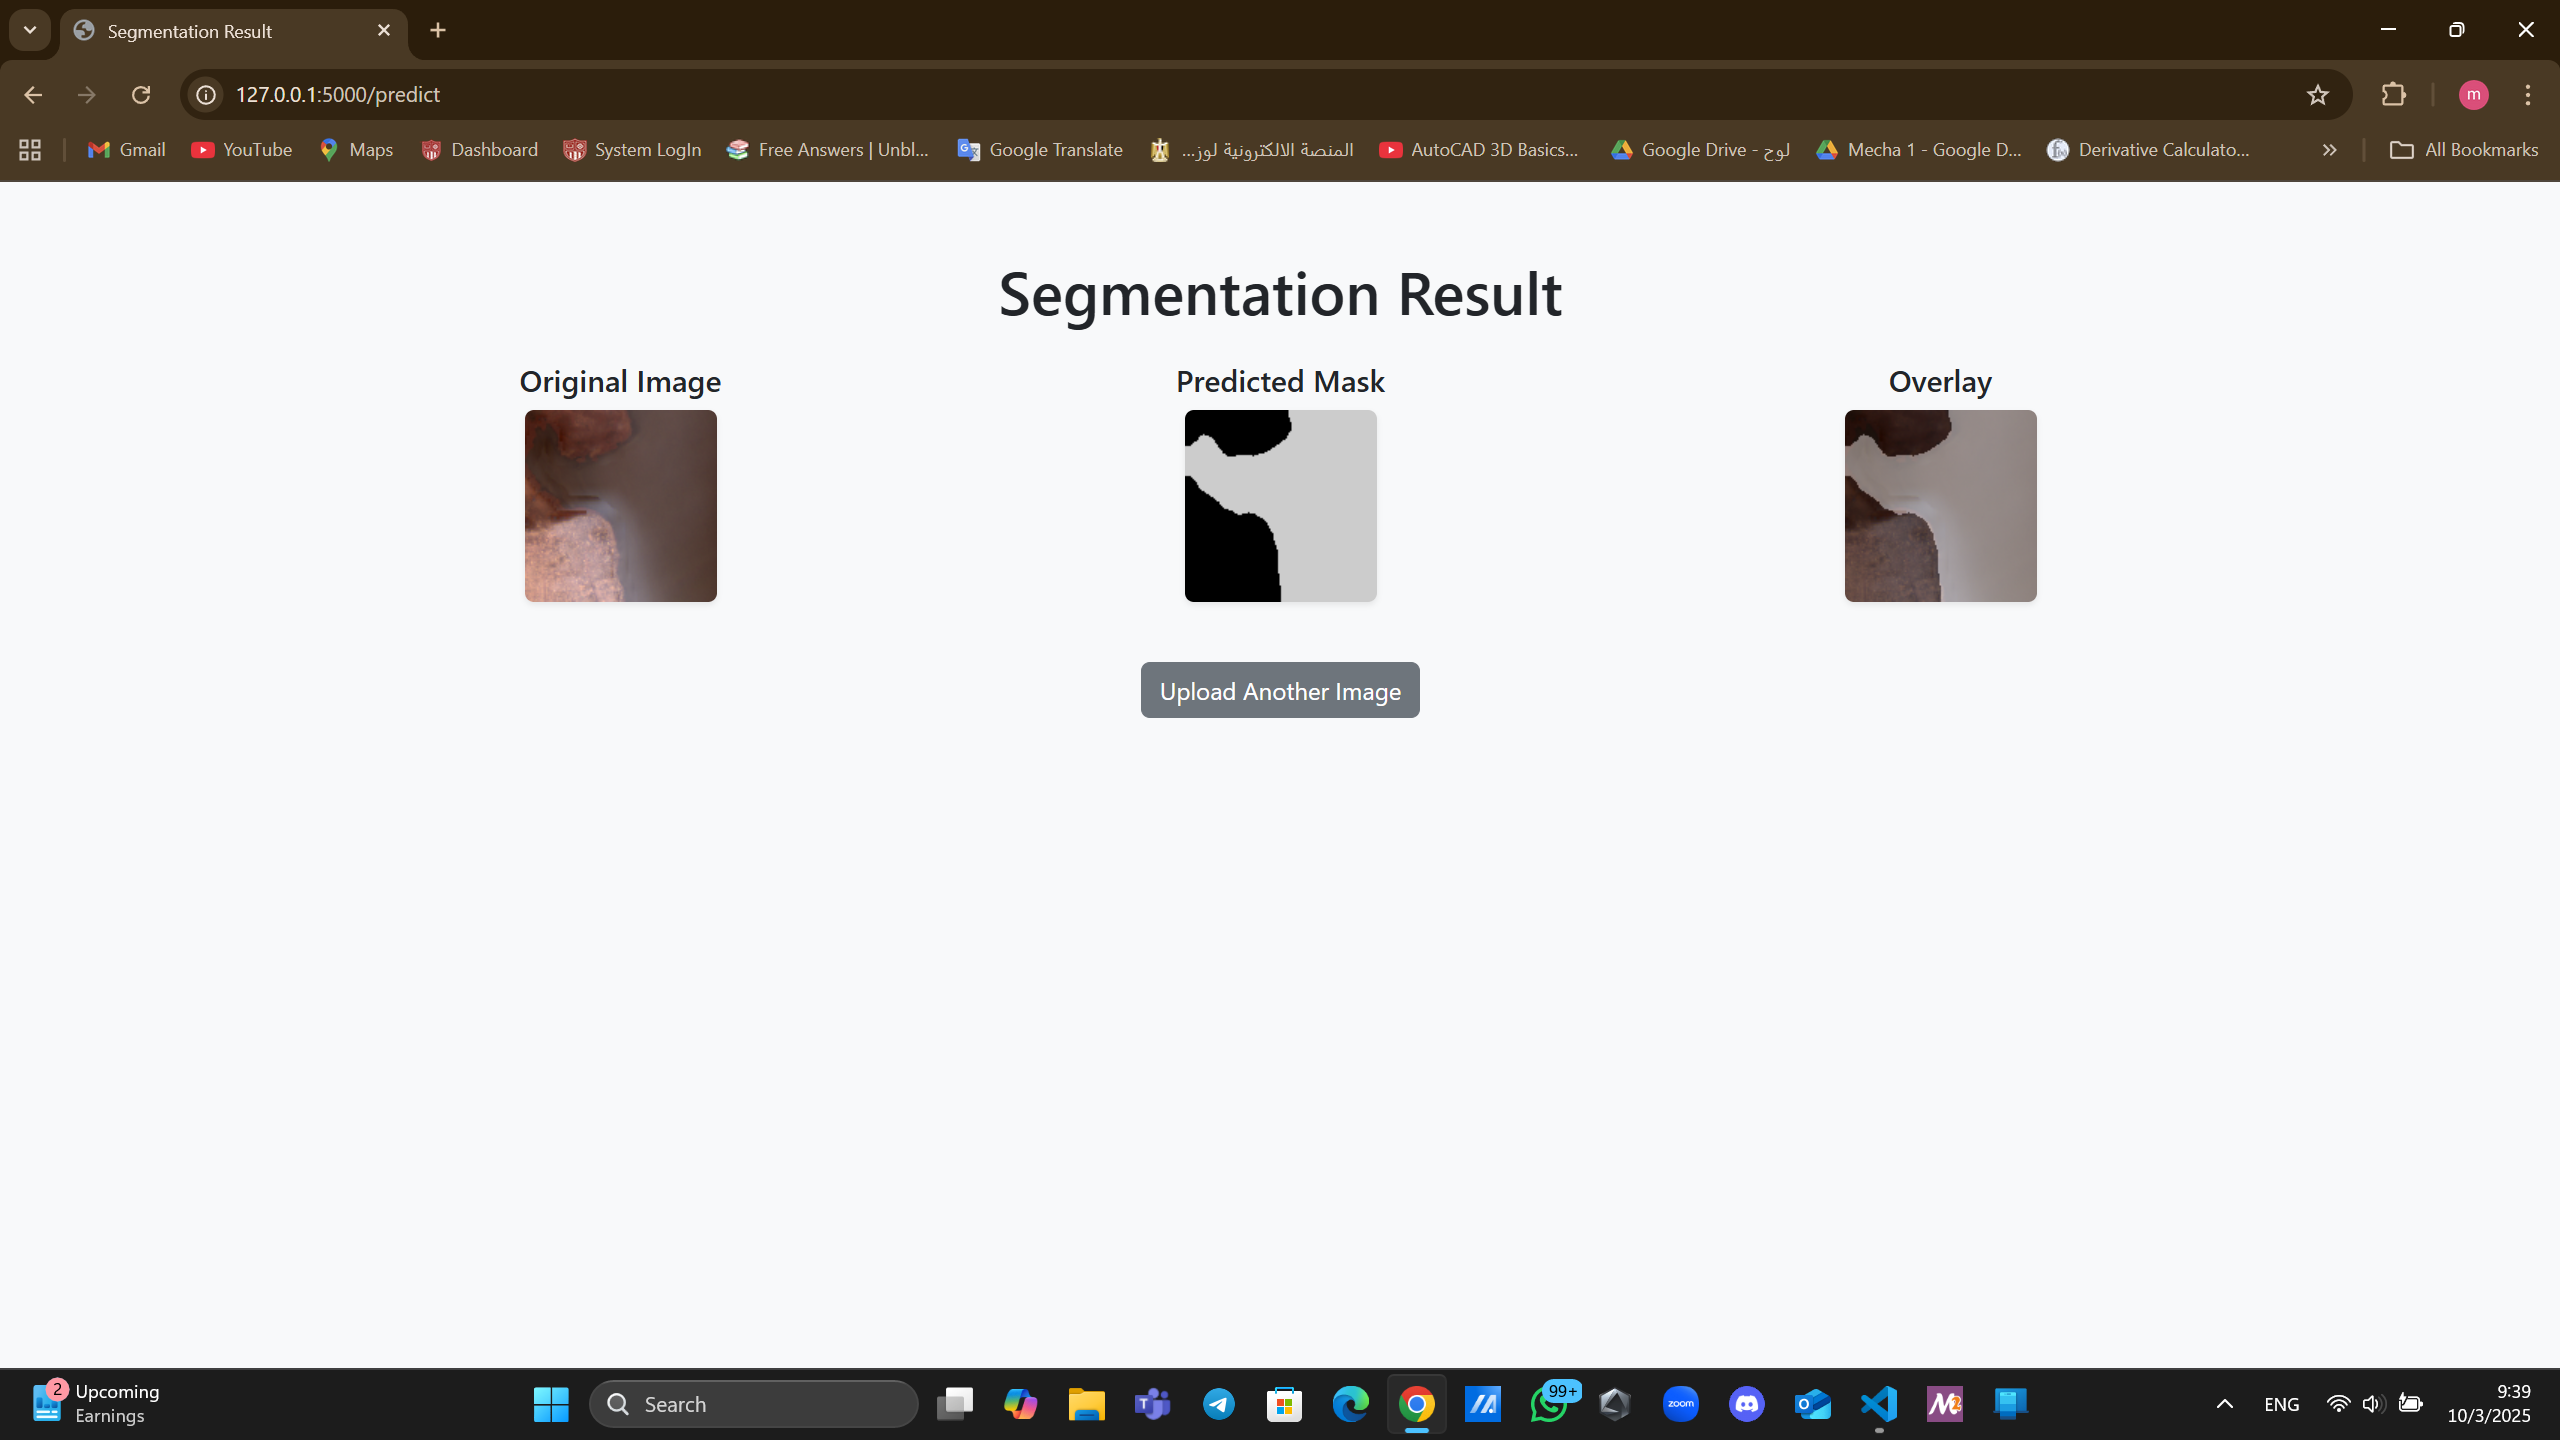 Segmentation Result
127.0.0.1:5000/predict
Gmail
YouTube
Maps
Dashboard
System LogIn
Free Answers | Unbl...
Google Translate
المنصة الالكترونية لوز...
AutoCAD 3D Basics...
Google Drive - لوح
Mecha 1 - Google D...
Derivative Calculato...
All Bookmarks
m
Segmentation Result
Original Image
Predicted Mask
Overlay
Upload Another Image
2
Upcoming
Earnings
Search
99+
zoom
ENG
9:39
10/3/2025